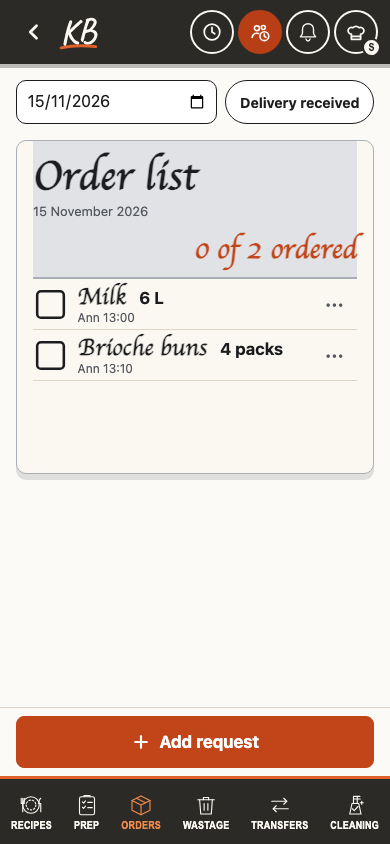 KB
S
15/11/2026
Delivery received
Order list
15 November 2026
0 of 2 ordered
Milk 6 L
Ann 13:00
Brioche buns 4 packs
Ann 13:10
+ Add request
RECIPES PREP ORDERS WASTAGE TRANSFERS CLEANING